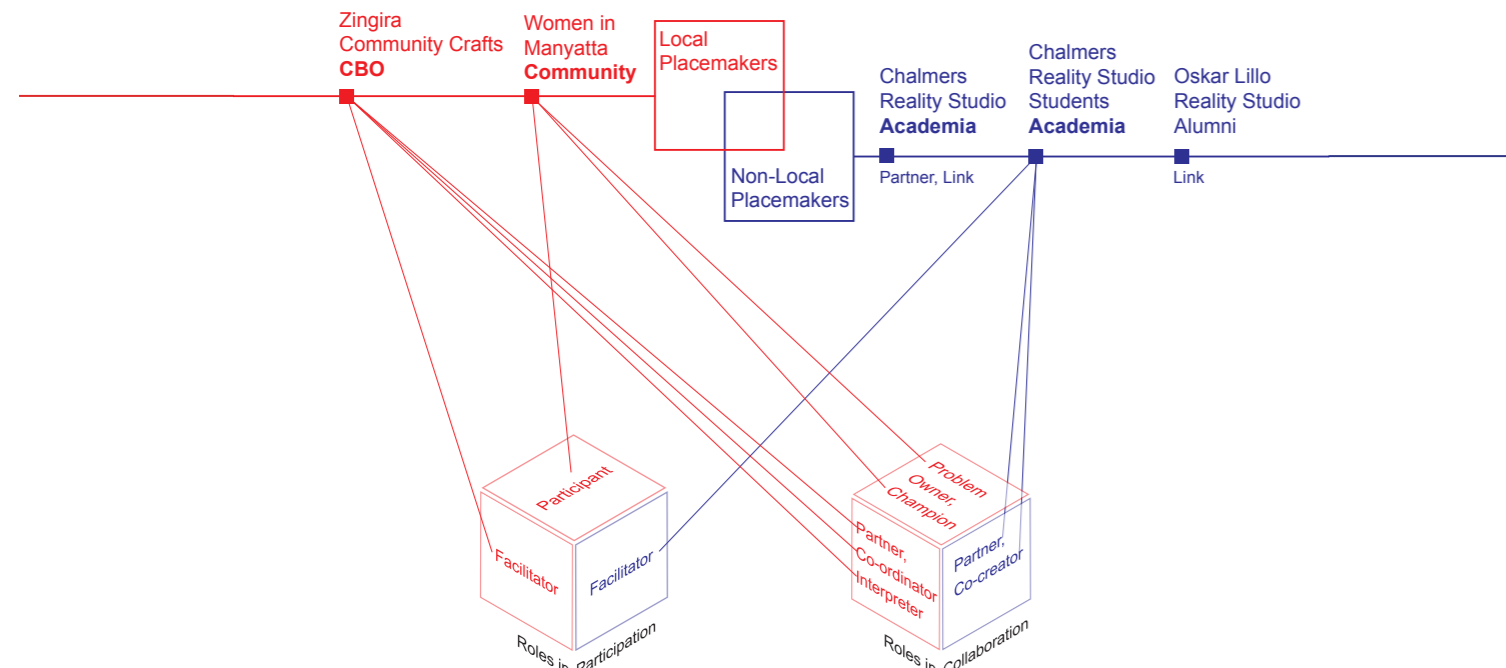 Zingira
Community Crafts
CBO
Women in
Manyatta
Community
Local
Placemakers
Non-Local
Placemakers
Chalmers
Reality Studio
Academia
Partner, Link
Chalmers
Reality Studio
Students
Academia
Oskar Lillo
Reality Studio
Alumni
Link
Participant
Facilitator
Facilitator
Roles in Participation
Problem
Owner,
Champion
Partner,
Co-ordinator
Interpreter
Partner,
Co-creator
Roles in Collaboration